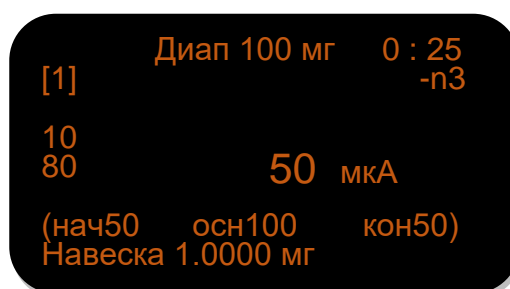 Диап 100 мг 0 : 25
[1] -n3
10
80 50 мкА
(нач50 осн100 кон50)
Навеска 1.0000 мг